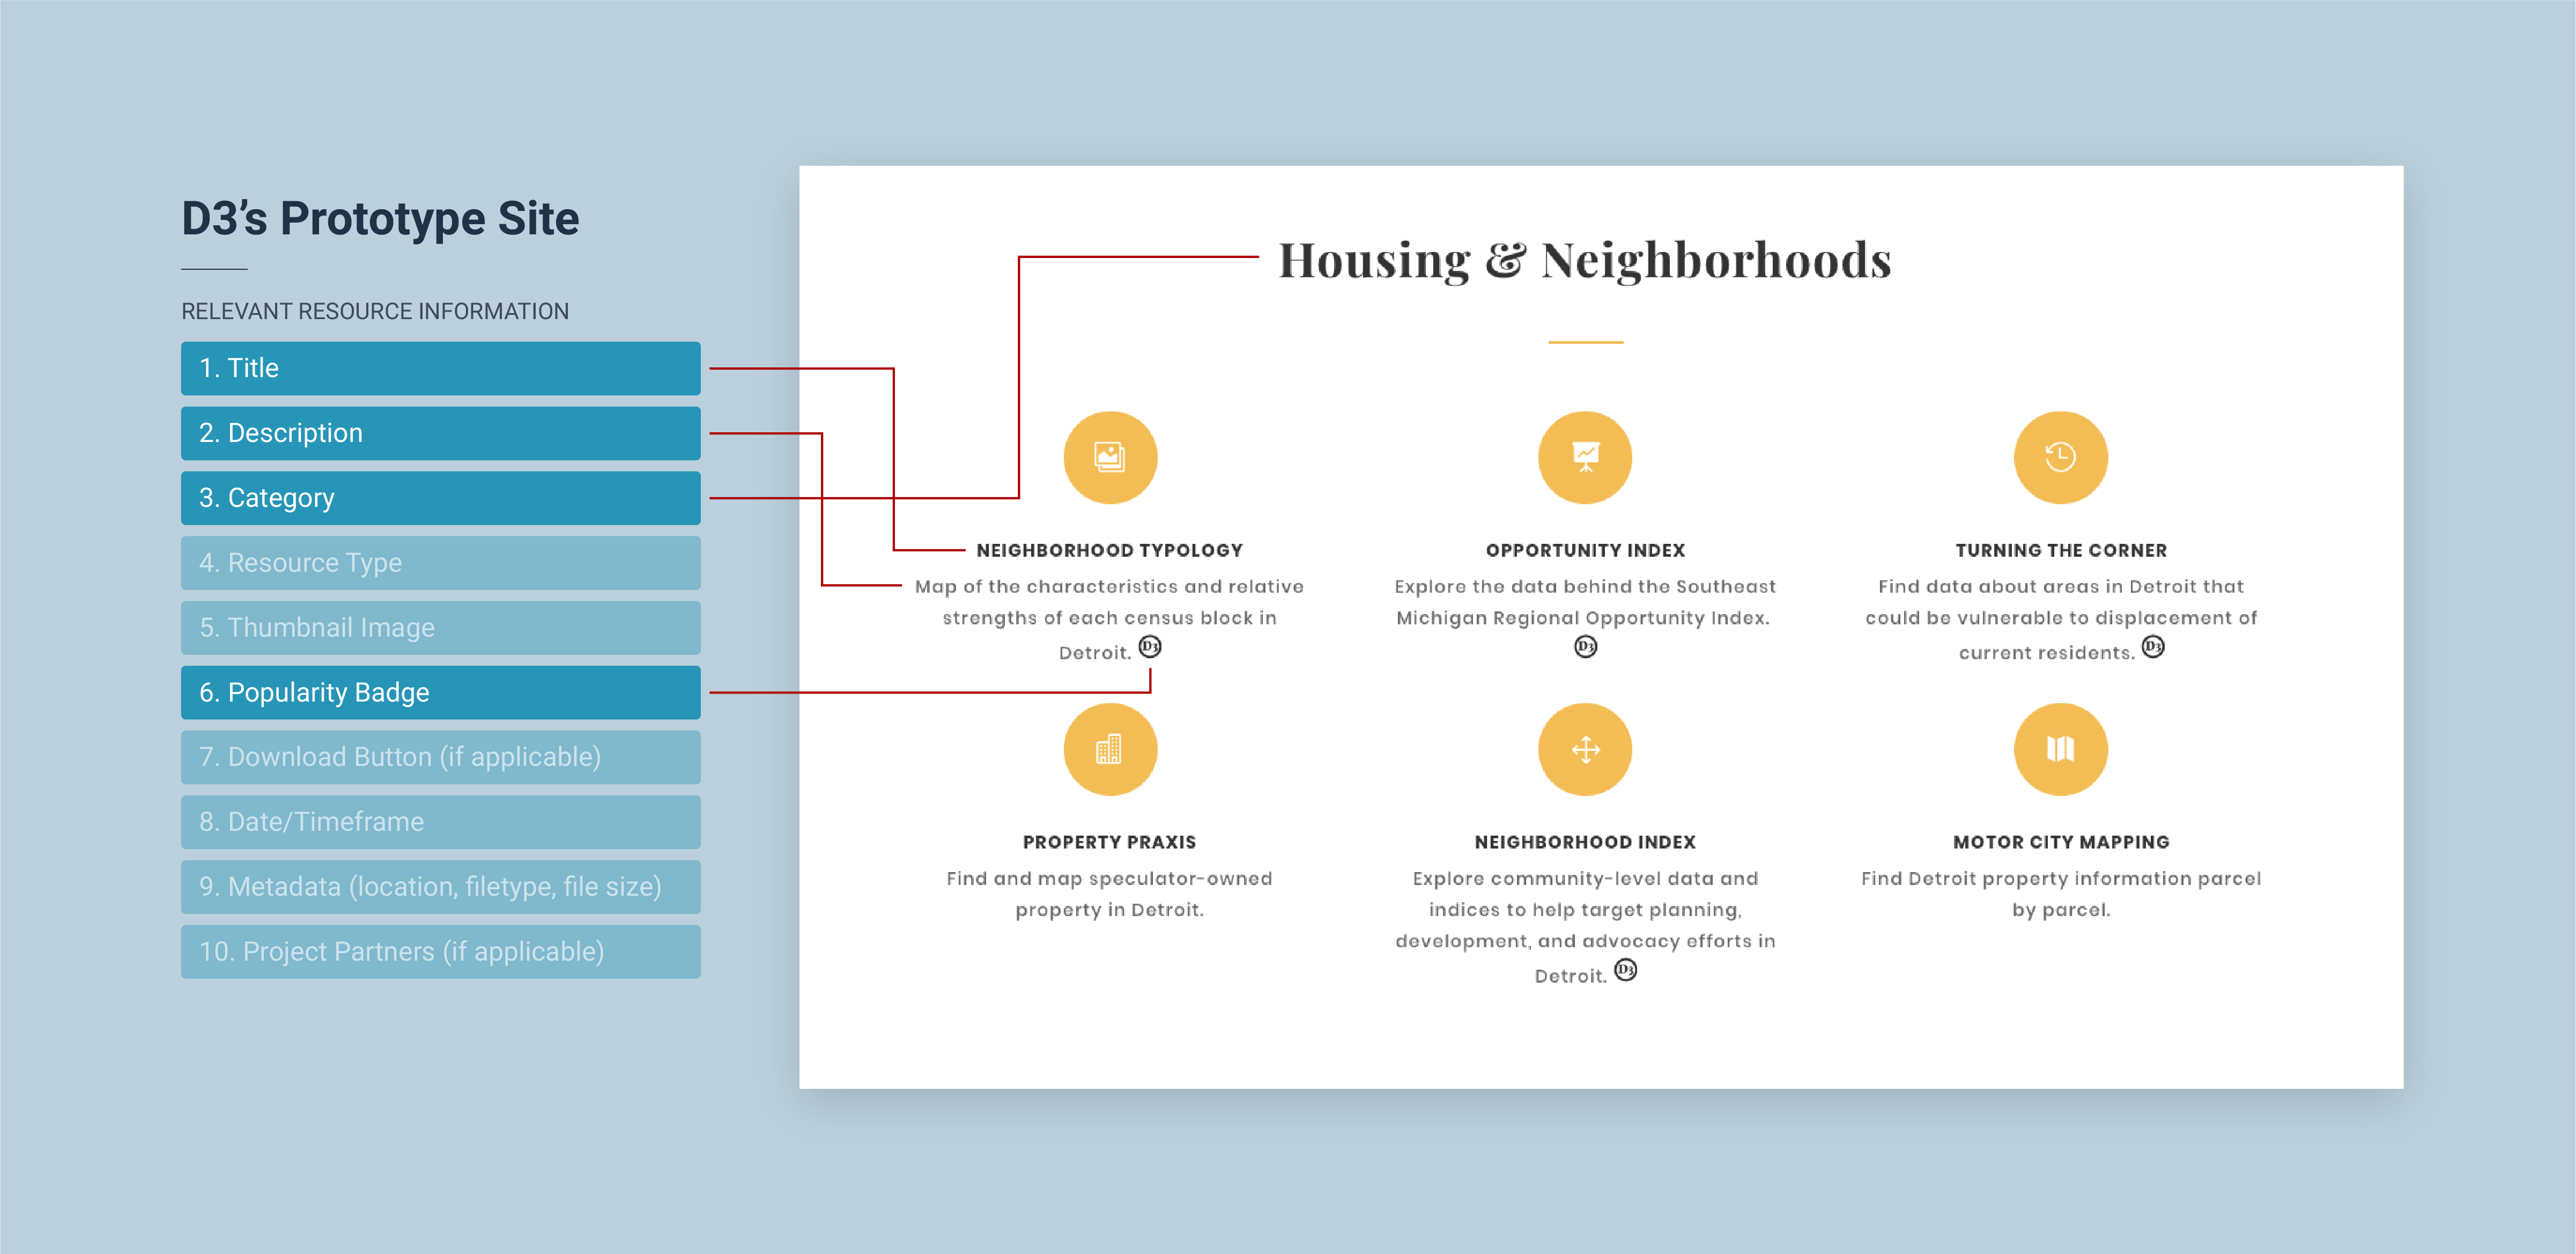 D3’s Prototype Site
RELEVANT RESOURCE INFORMATION
1. Title
2. Description
3. Category
4. Resource Type
5. Thumbnail Image
6. Popularity Badge
7. Download Button (if applicable)
8. Date/Timeframe
9. Metadata (location, filetype, file size)
10. Project Partners (if applicable)
Housing & Neighborhoods
NEIGHBORHOOD TYPOLOGY
Map of the characteristics and relative
strengths of each census block in
Detroit. D3
OPPORTUNITY INDEX
Explore the data behind the Southeast
Michigan Regional Opportunity Index.
D3
TURNING THE CORNER
Find data about areas in Detroit that
could be vulnerable to displacement of
current residents. D3
PROPERTY PRAXIS
Find and map speculator-owned
property in Detroit.
NEIGHBORHOOD INDEX
Explore community-level data and
indices to help target planning,
development, and advocacy efforts in
Detroit. D3
MOTOR CITY MAPPING
Find Detroit property information parcel
by parcel.